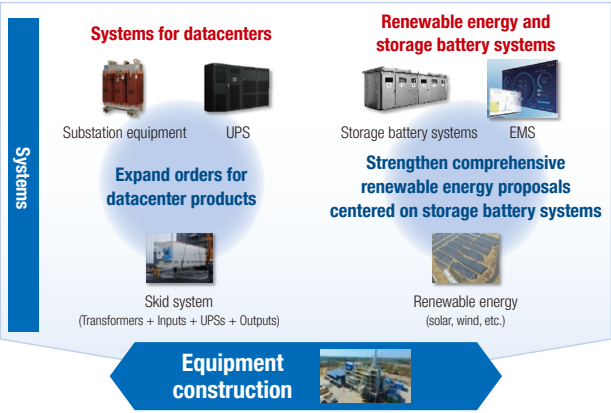 Systems
Systems for datacenters
Substation equipment
UPS
Expand orders for
datacenter products
Skid system
(Transformers + Inputs + UPSs + Outputs)
Renewable energy and
storage battery systems
Storage battery systems
EMS
Strengthen comprehensive
renewable energy proposals
centered on storage battery systems
Renewable energy
(solar, wind, etc.)
Equipment
construction